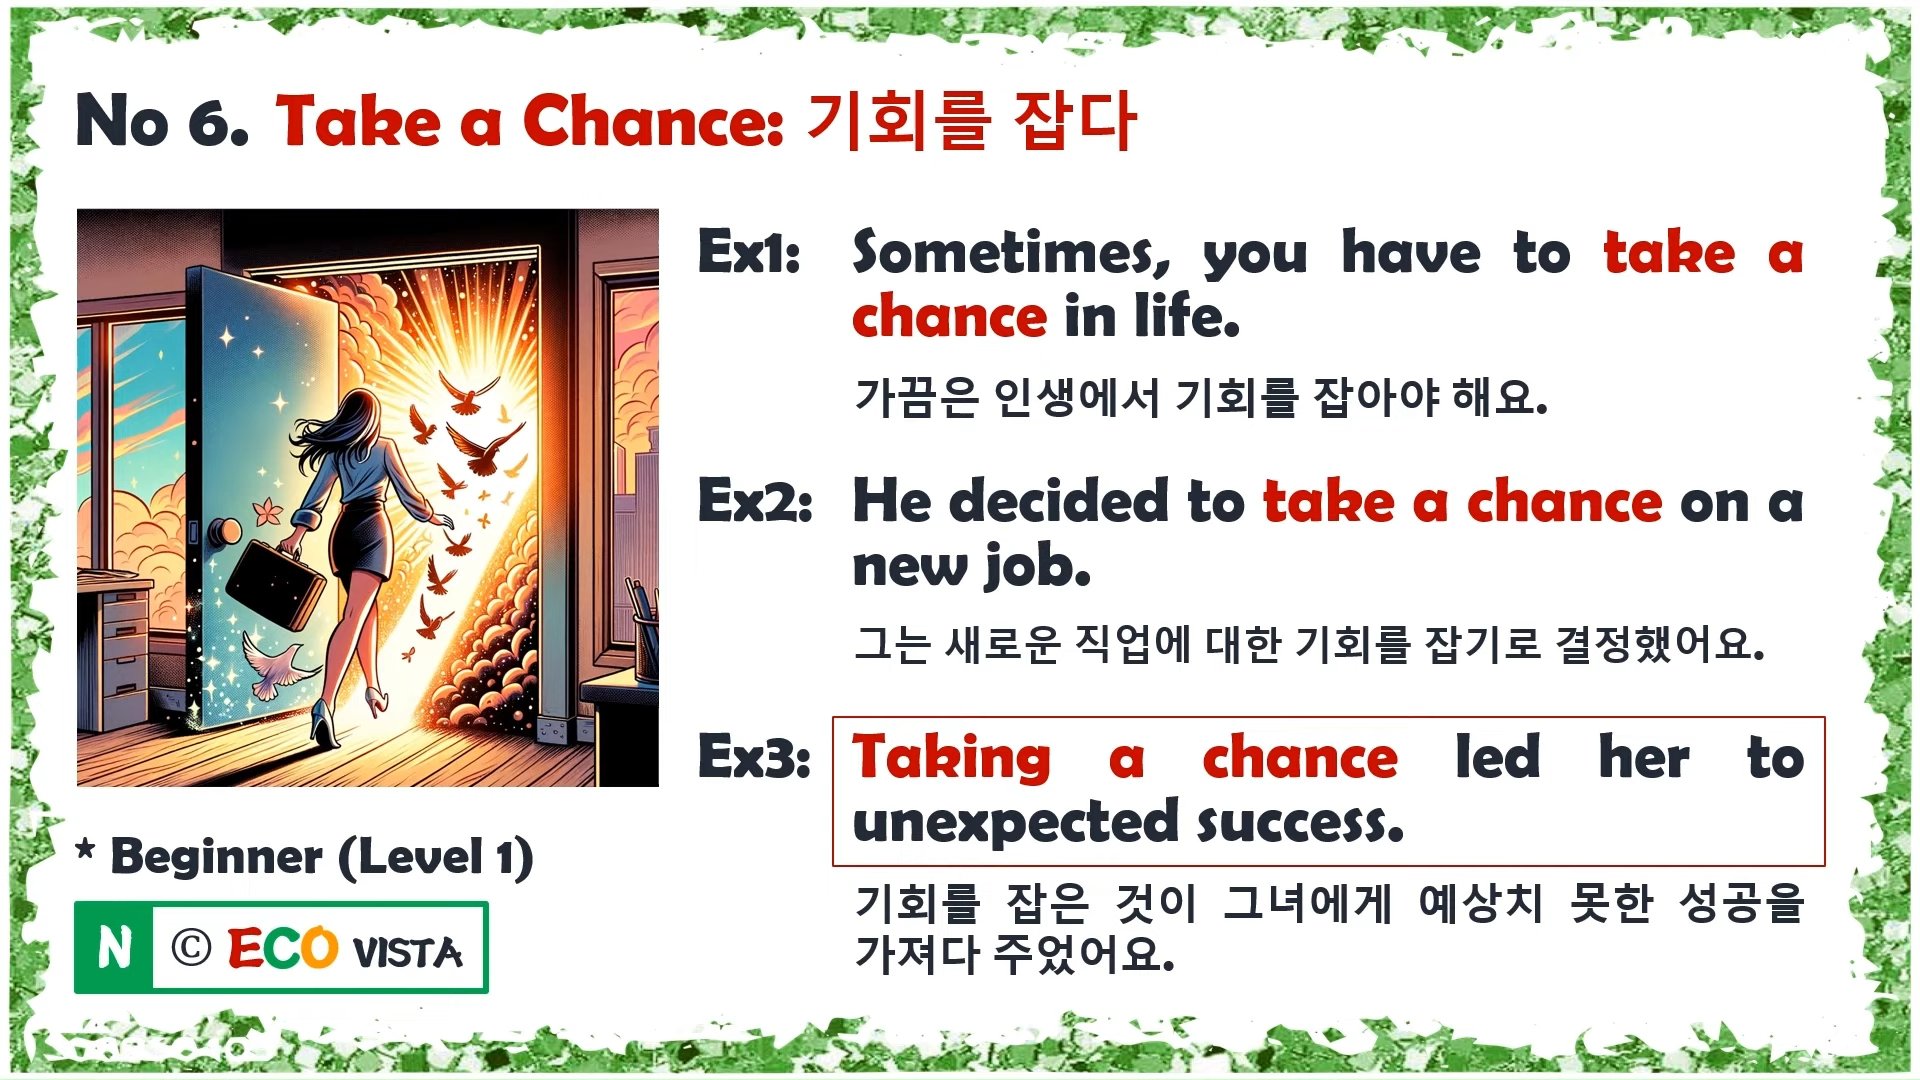 No 6. Take a Chance: 기회를 잡다
Ex1: Sometimes, you have to take a
chance in life.
가끔은 인생에서 기회를 잡아야 해요.
Ex2: He decided to take a chance on a
new job.
그는 새로운 직업에 대한 기회를 잡기로 결정했어요.
Ex3: Taking a chance led her to
unexpected success.
기회를 잡은 것이 그녀에게 예상치 못한 성공을
가져다 주었어요.
* Beginner (Level 1)
N © ECO VISTA